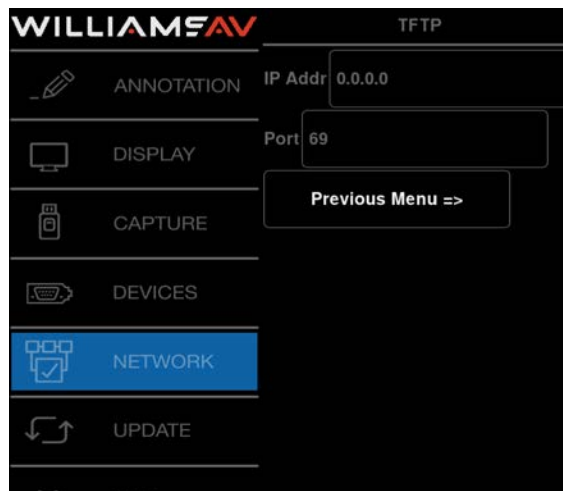 WILLIAMSAV
ANNOTATION
DISPLAY
CAPTURE
DEVICES
NETWORK
UPDATE
TFTP
IP Addr 0.0.0.0
Port 69
Previous Menu =>